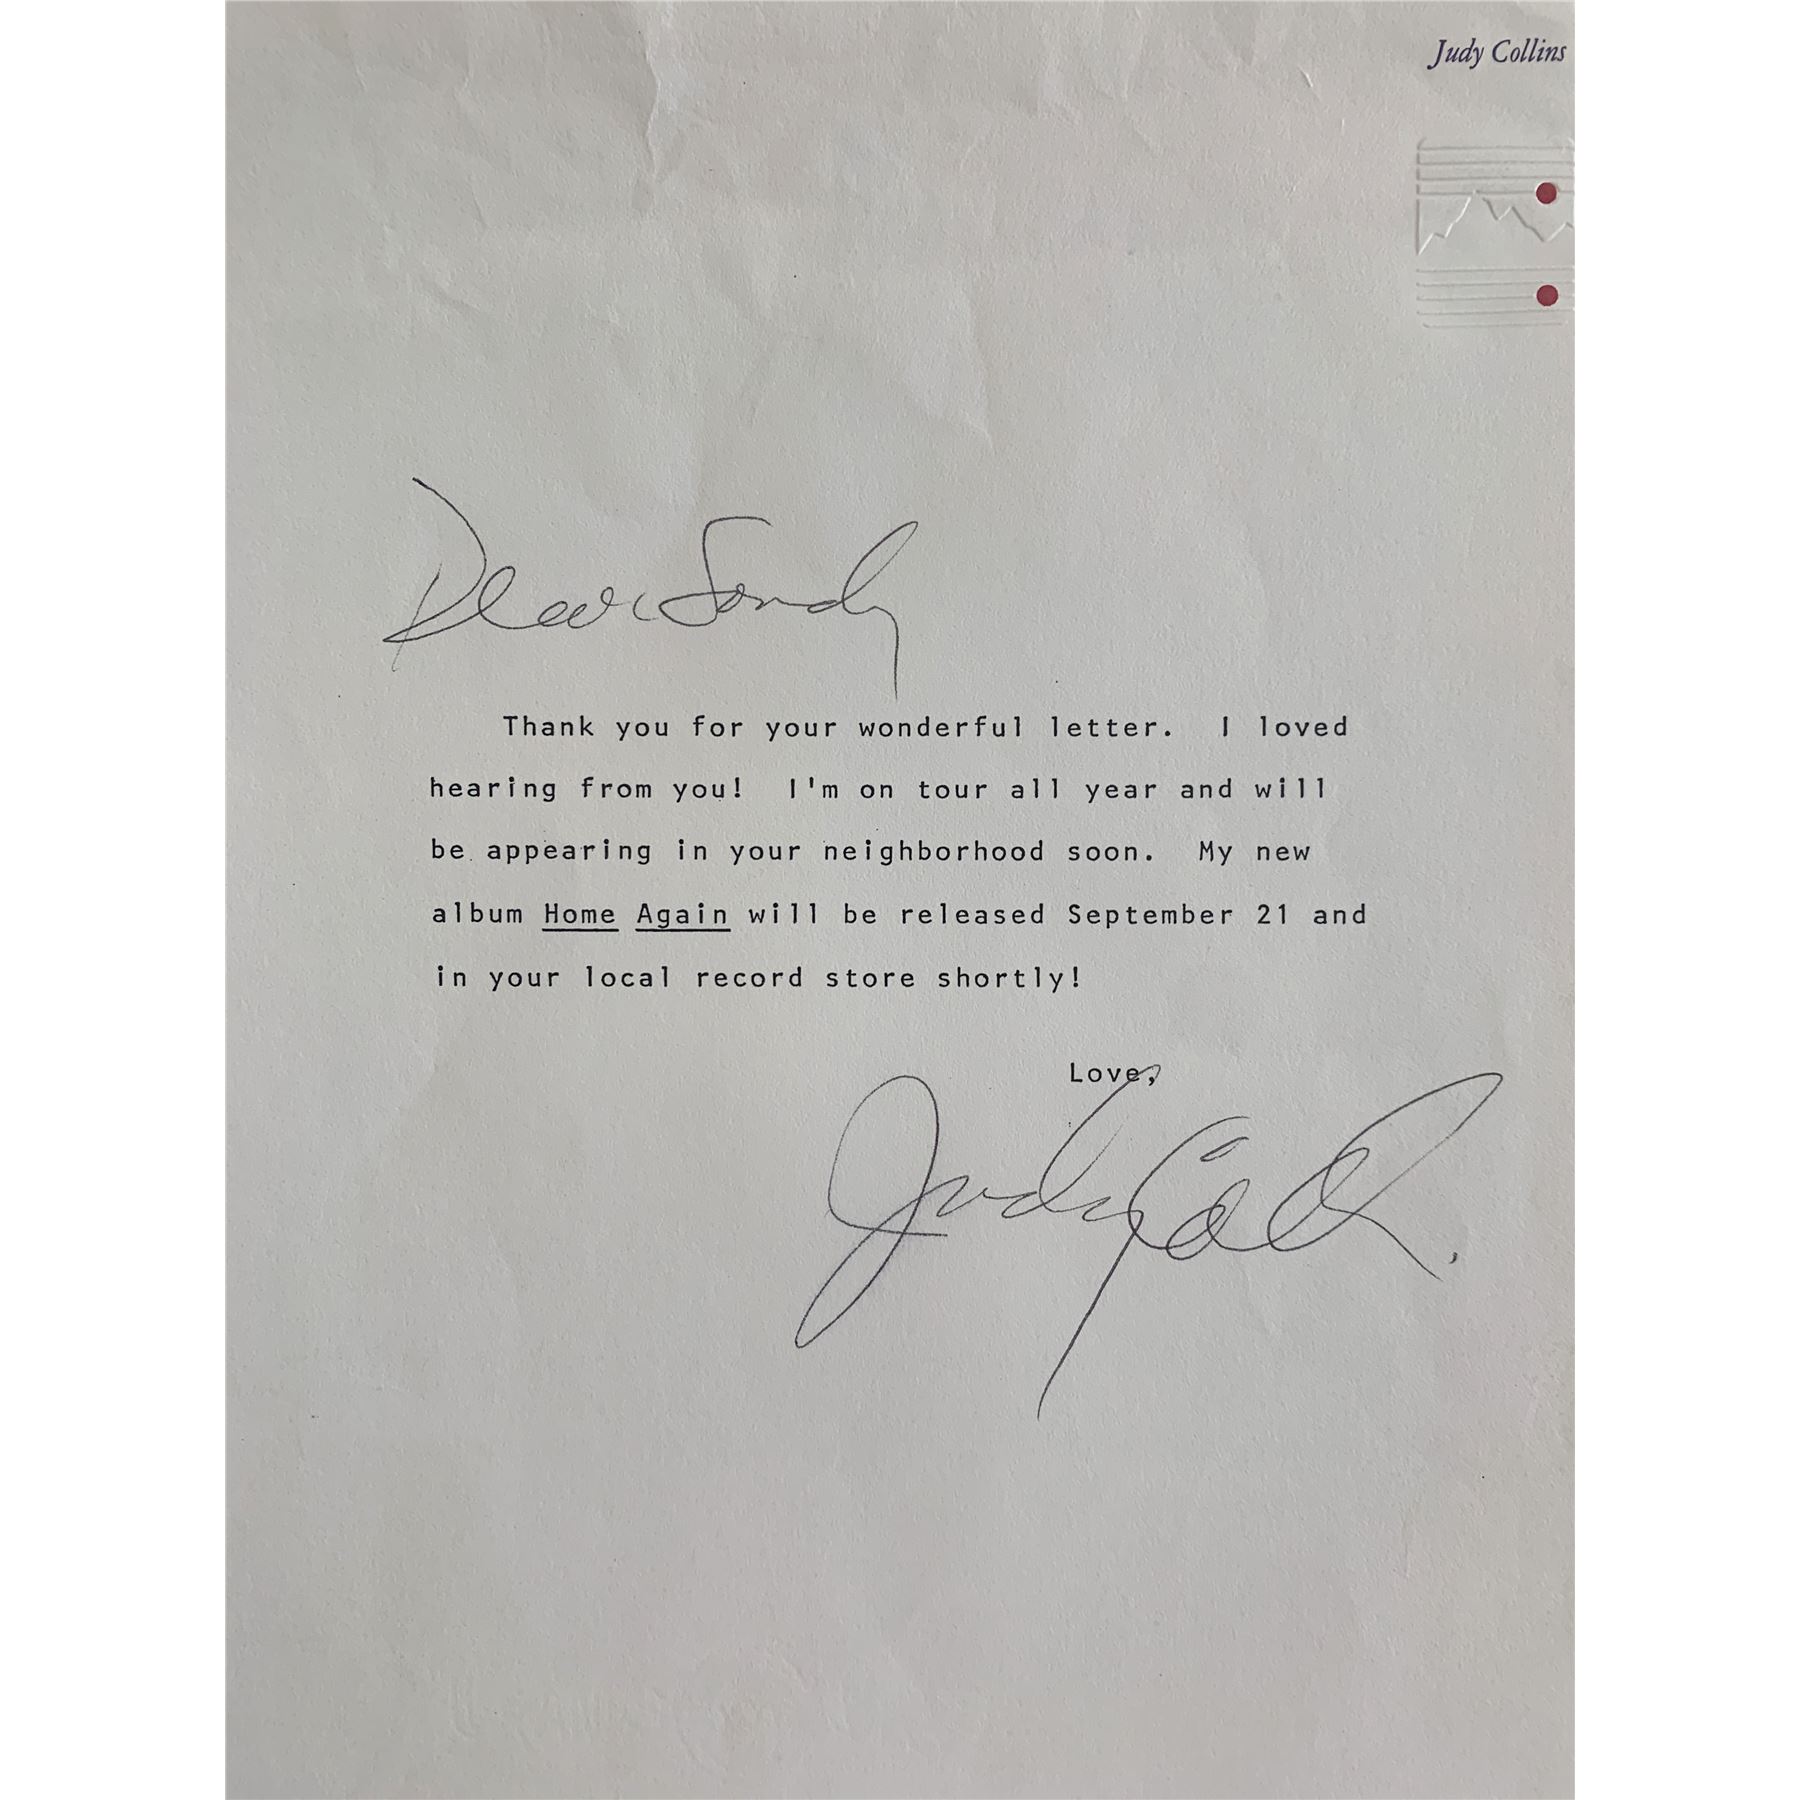 Judy Collins
Dear Sandy
Thank you for your wonderful letter. I loved
hearing from you! I'm on tour all year and will
be appearing in your neighborhood soon. My new
album Home Again will be released September 21 and
in your local record store shortly!
Love,
Judy Collins